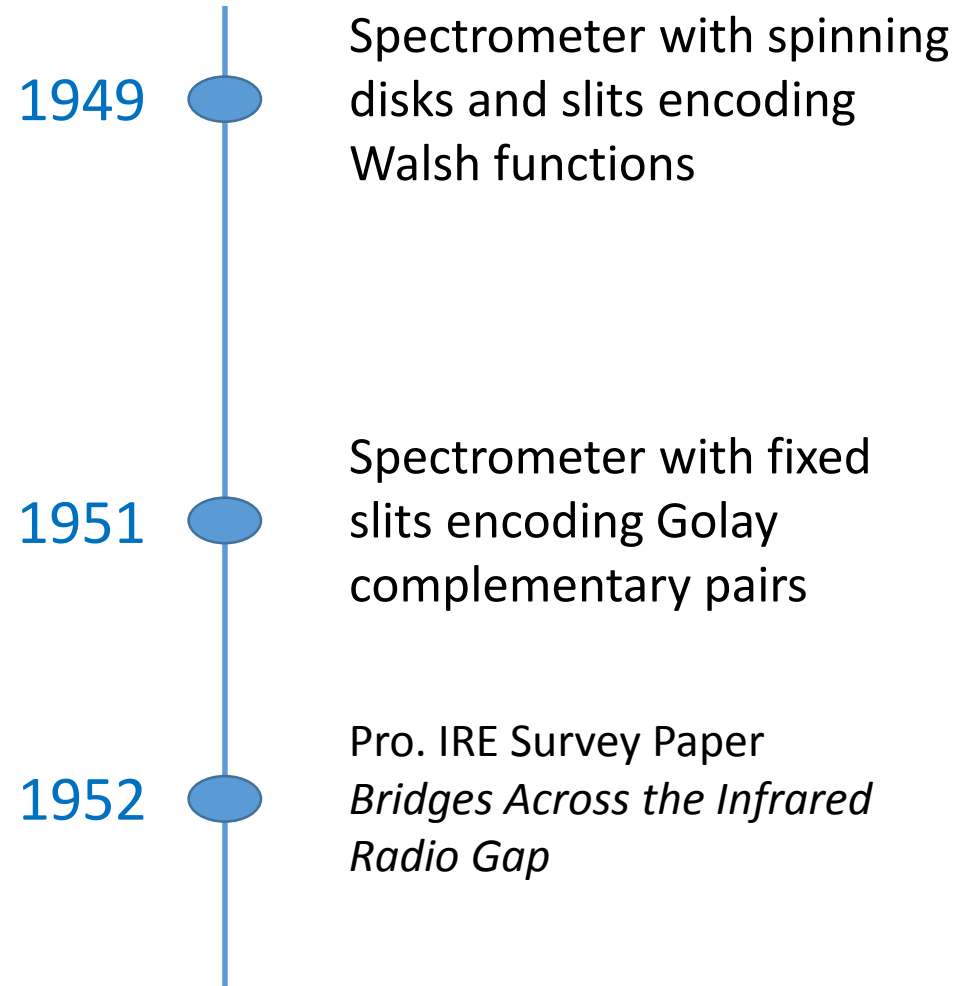 1949
Spectrometer with spinning
disks and slits encoding
Walsh functions
1951
Spectrometer with fixed
slits encoding Golay
complementary pairs
1952
Pro. IRE Survey Paper
Bridges Across the Infrared
Radio Gap